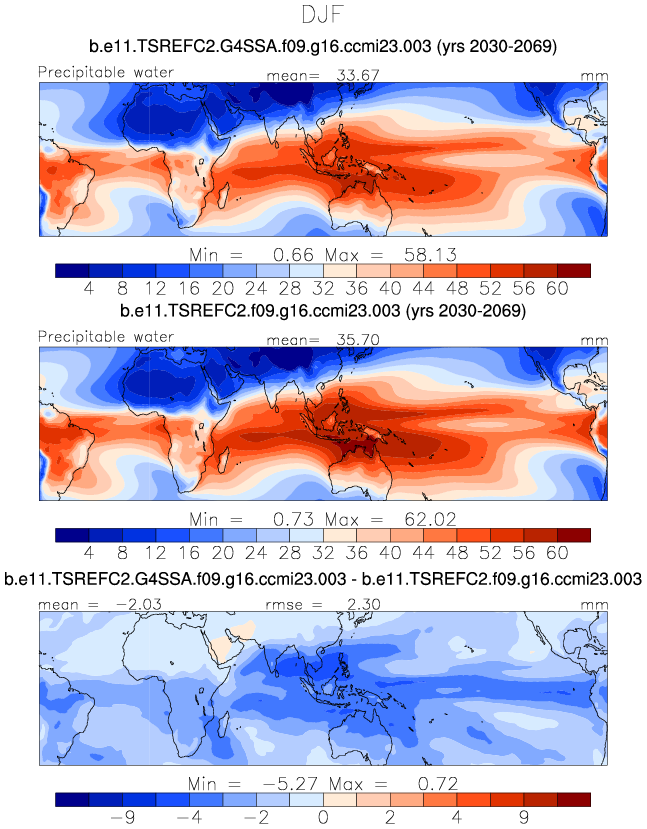 DJF
b.e11.TSREFC2.G4SSA.f09.g16.ccmi23.003 (yrs 2030-2069)
Precipitable water mean= 33.67 mm
Min = 0.66 Max = 58.13
4 8 12 16 20 24 28 32 36 40 44 48 52 56 60
b.e11.TSREFC2.f09.g16.ccmi23.003 (yrs 2030-2069)
Precipitable water mean= 35.70 mm
Min = 0.73 Max = 62.02
4 8 12 16 20 24 28 32 36 40 44 48 52 56 60
b.e11.TSREFC2.G4SSA.f09.g16.ccmi23.003 - b.e11.TSREFC2.f09.g16.ccmi23.003
mean = -2.03 rmse = 2.30 mm
Min = -5.27 Max = 0.72
-9 -4 -2 0 2 4 9